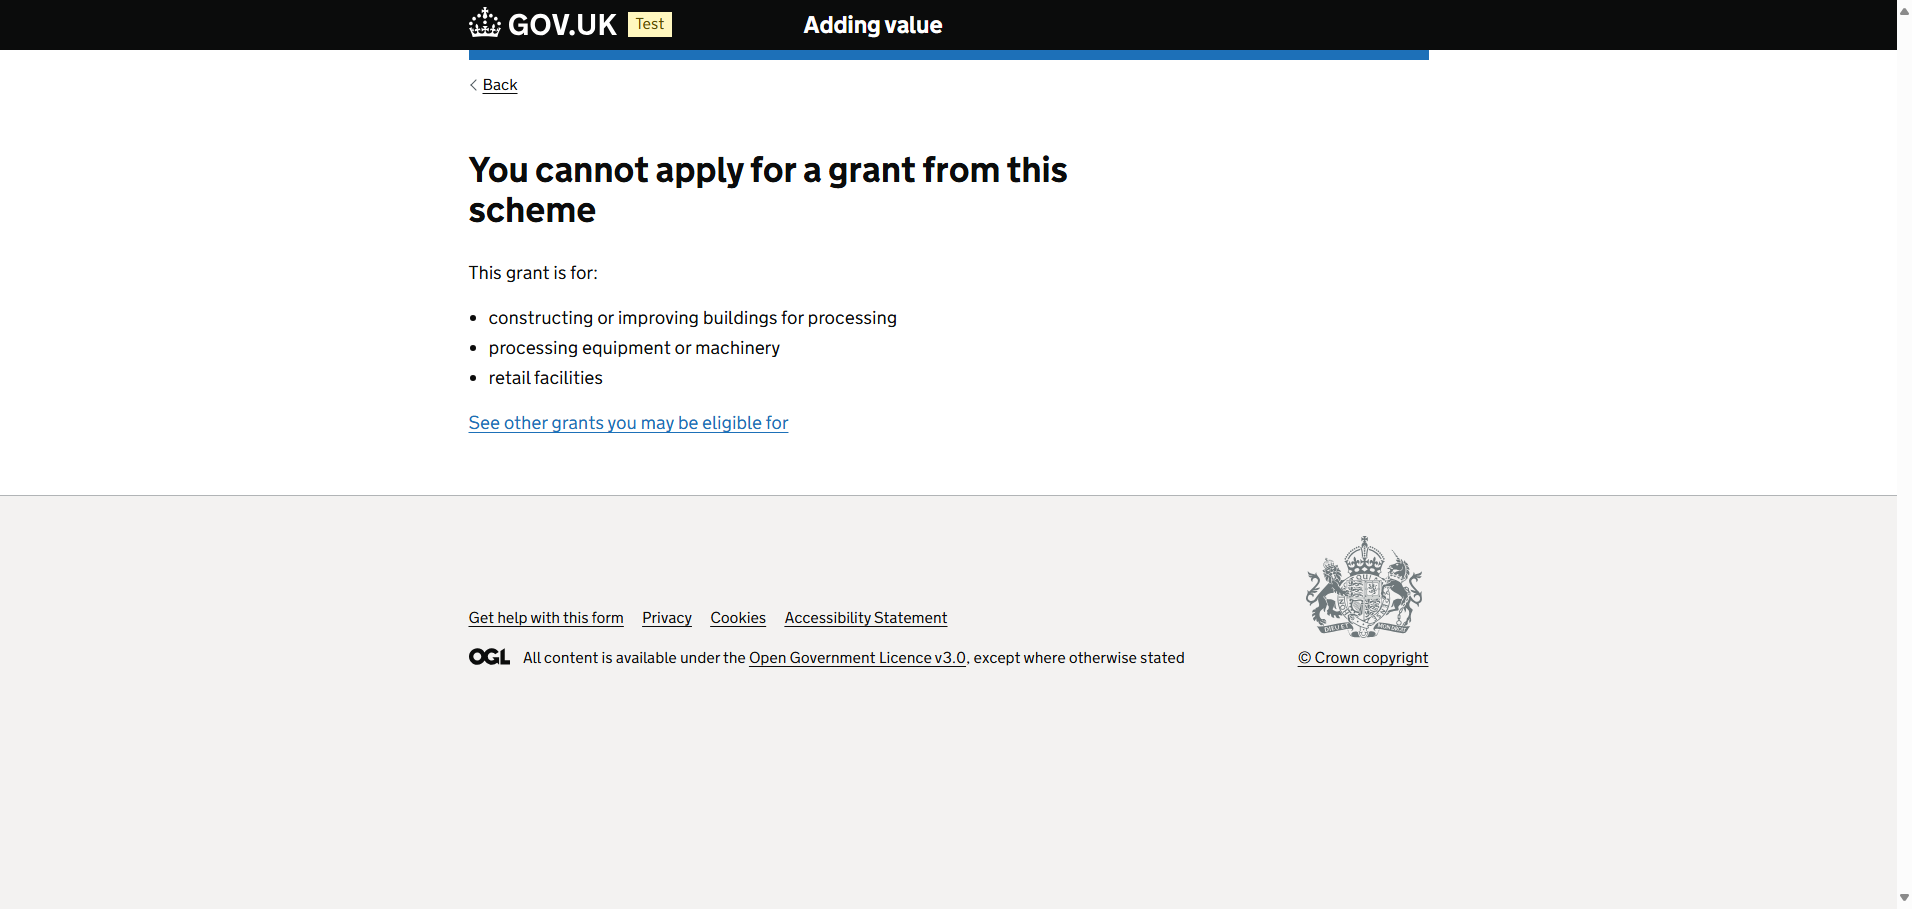 GOV.UK Test Adding value
Back
You cannot apply for a grant from this
scheme
This grant is for:
constructing or improving buildings for processing
processing equipment or machinery
retail facilities
See other grants you may be eligible for
Get help with this form Privacy Cookies Accessibility Statement
OGL All content is available under the Open Government Licence v3.0, except where otherwise stated
© Crown copyright